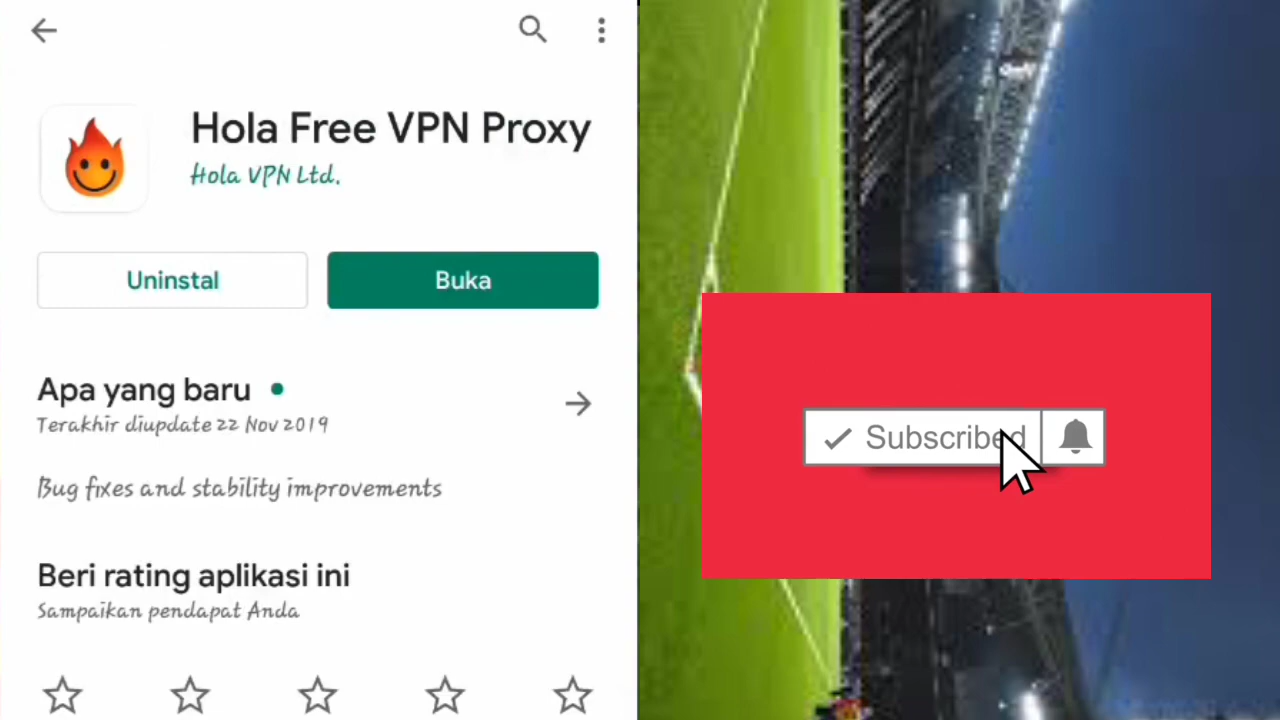 Hola Free VPN Proxy
Hola VPN Ltd.
Uninstal
Buka
Apa yang baru
Terakhir diupdate 22 Nov 2019
Bug fixes and stability improvements
Beri rating aplikasi ini
Sampaikan pendapat Anda
Subscribed